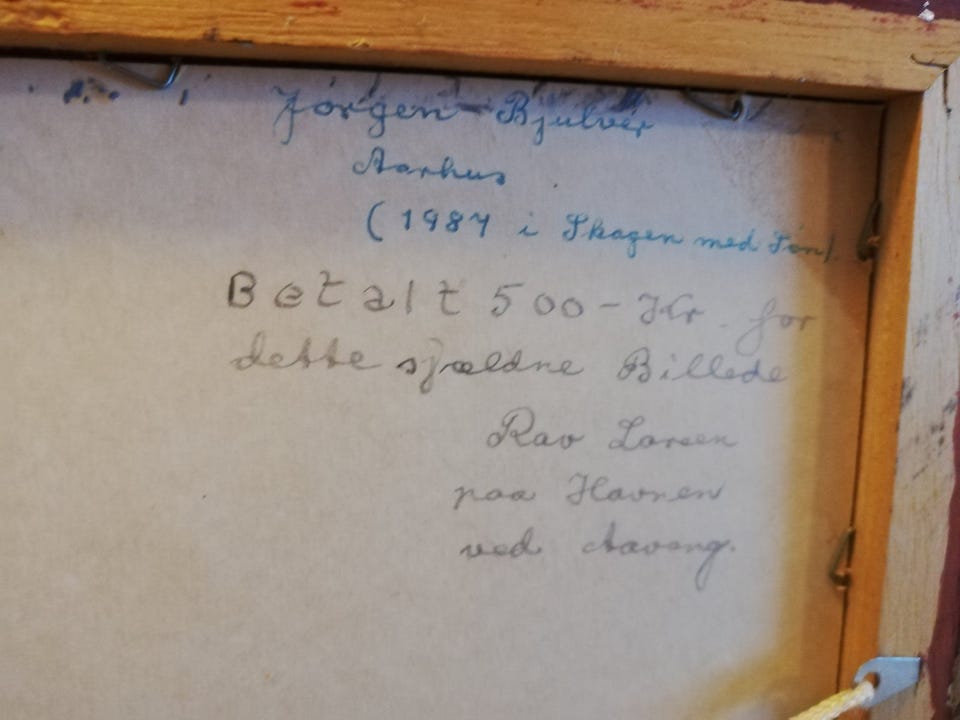 Jørgen Bjulver
Aarhus
(1987 i Skagen med Søn).
Betalt 500 - Kr. for
dette sjældne Billede
Rav Larsen
paa Havnen
ved